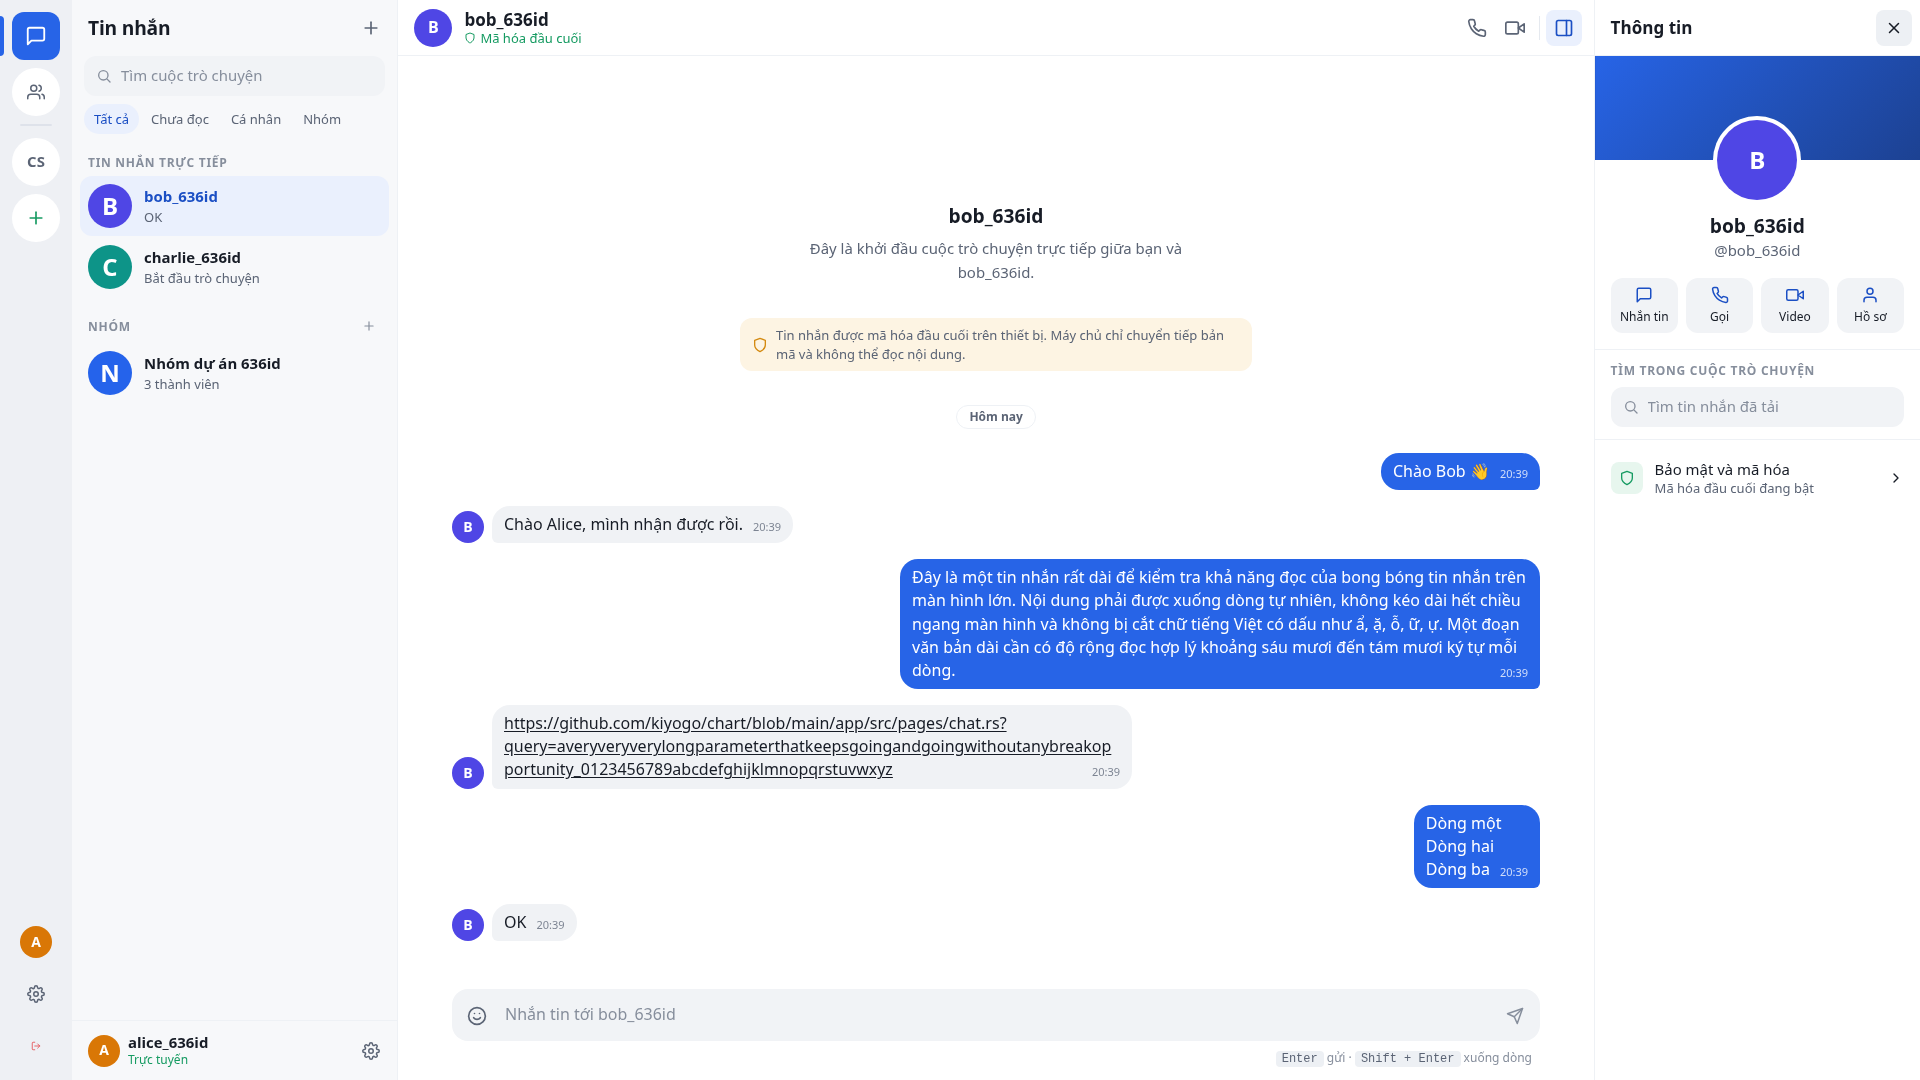 CS
A
Tin nhắn
Tìm cuộc trò chuyện
Tất cả
Chưa đọc
Cá nhân
Nhóm
TIN NHẮN TRỰC TIẾP
B
bob_636id
OK
C
charlie_636id
Bắt đầu trò chuyện
NHÓM
N
Nhóm dự án 636id
3 thành viên
A
alice_636id
Trực tuyến
B
bob_636id
Mã hóa đầu cuối
bob_636id
Đây là khởi đầu cuộc trò chuyện trực tiếp giữa bạn và
bob_636id.
Tin nhắn được mã hóa đầu cuối trên thiết bị. Máy chủ chỉ chuyển tiếp bản
mã và không thể đọc nội dung.
Hôm nay
Chào Bob 👋 20:39
B
Chào Alice, mình nhận được rồi. 20:39
Đây là một tin nhắn rất dài để kiểm tra khả năng đọc của bong bóng tin nhắn trên
màn hình lớn. Nội dung phải được xuống dòng tự nhiên, không kéo dài hết chiều
ngang màn hình và không bị cắt chữ tiếng Việt có dấu như ẩ, ặ, ỗ, ữ, ự. Một đoạn
văn bản dài cần có độ rộng đọc hợp lý khoảng sáu mươi đến tám mươi ký tự mỗi
dòng. 20:39
https://github.com/kiyogo/chart/blob/main/app/src/pages/chat.rs?
query=averyveryverylongparameterthatkeepsgoingandgoingwithoutanybreakop
portunity_0123456789abcdefghijklmnopqrstuvwxyz 20:39
B
Dòng một
Dòng hai
Dòng ba 20:39
B
OK 20:39
Nhắn tin tới bob_636id
Enter gửi · Shift + Enter xuống dòng
Thông tin
B
bob_636id
@bob_636id
Nhắn tin
Gọi
Video
Hồ sơ
TÌM TRONG CUỘC TRÒ CHUYỆN
Tìm tin nhắn đã tải
Bảo mật và mã hóa
Mã hóa đầu cuối đang bật